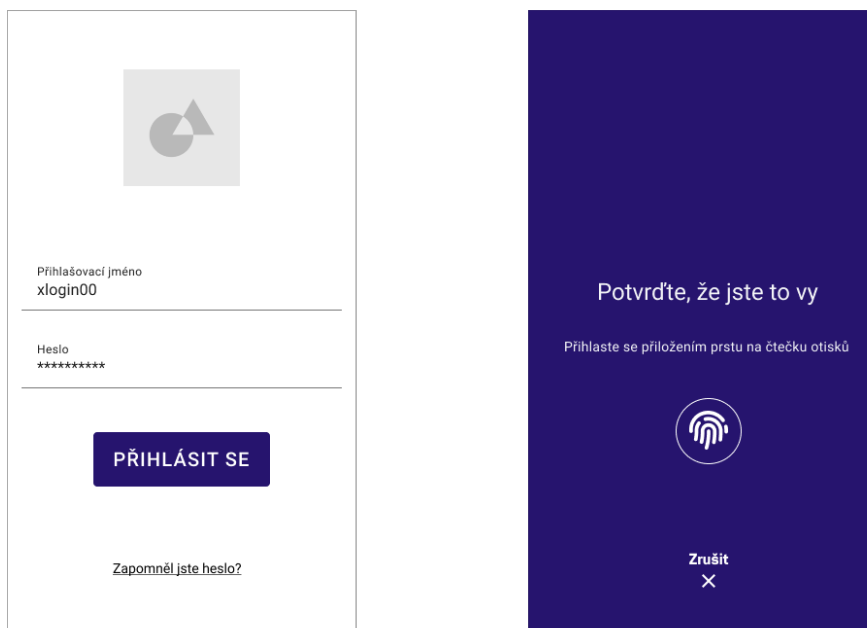 Přihlašovací jméno
xlogin00
Heslo
**********
PŘIHLÁSIT SE
Zapomněl jste heslo?
Potvrďte, že jste to vy
Přihlaste se přiložením prstu na čtečku otisků
Zrušit